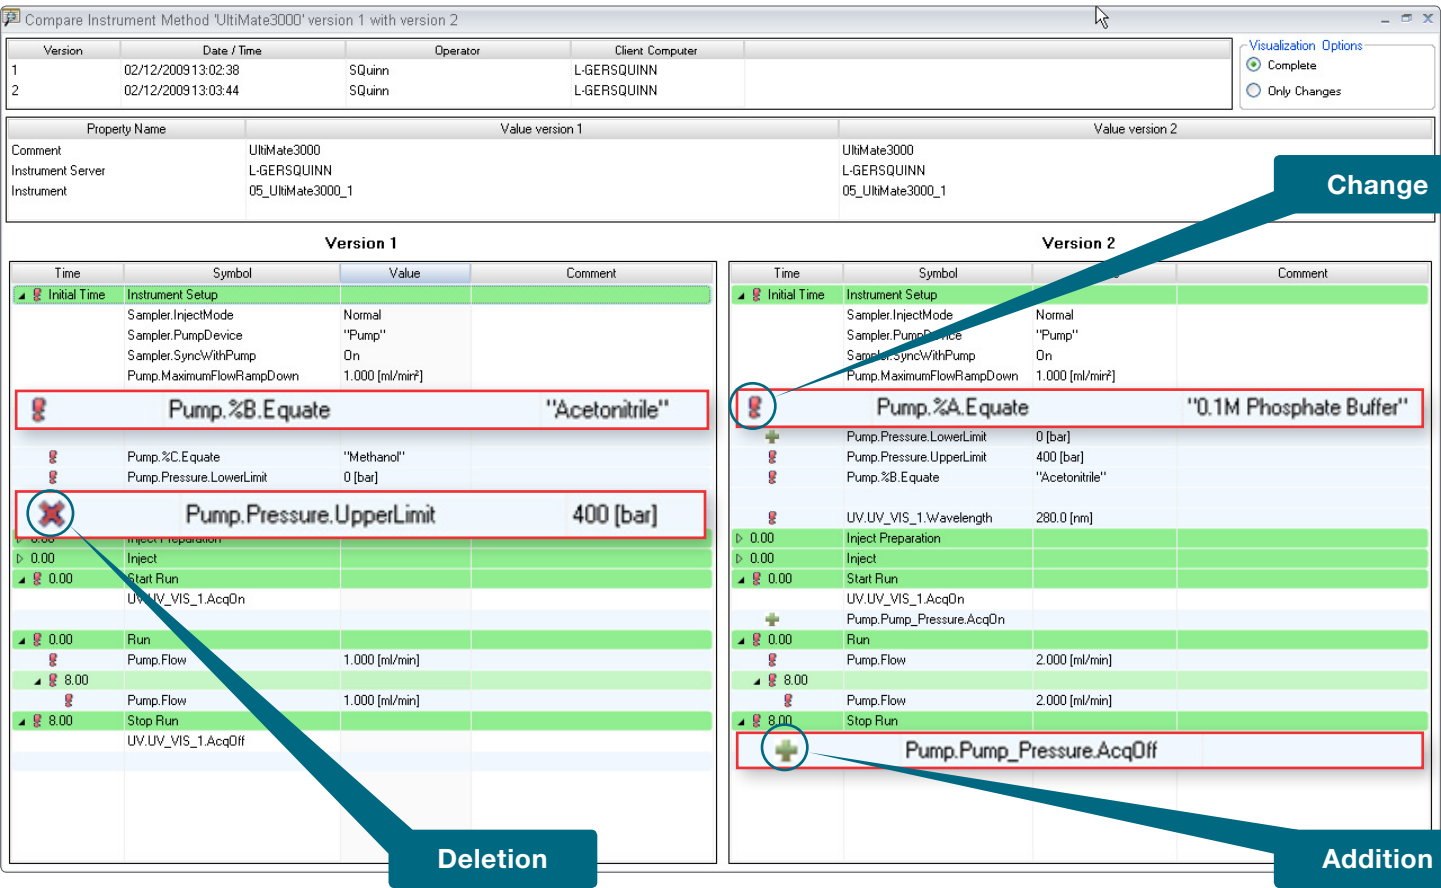 Compare Instrument Method 'UltiMate3000' version 1 with version 2
Version Date / Time Operator Client Computer
1 02/12/2009 13:02:38 SQuinn L-GERSQUINN
2 02/12/2009 13:03:44 SQuinn L-GERSQUINN
Visualization Options
Complete
Only Changes
Property Name Value version 1 Value version 2
Comment UltiMate3000 UltiMate3000
Instrument Server L-GERSQUINN L-GERSQUINN
Instrument 05_UltiMate3000_1 05_UltiMate3000_1
Change
Version 1
Time Symbol Value Comment
Initial Time Instrument Setup
Sampler.InjectMode Normal
Sampler.PumpDevice "Pump"
Sampler.SyncWithPump On
Pump.MaximumFlowRampDown 1.000 [ml/min²]
Pump.%B.Equate "Acetonitrile"
Pump.%C.Equate "Methanol"
Pump.Pressure.LowerLimit 0 [bar]
Pump.Pressure.UpperLimit 400 [bar]
0.00 Inject Preparation
0.00 Inject
0.00 Start Run
UV.UV_VIS_1.AcqOn
0.00 Run
Pump.Flow 1.000 [ml/min]
8.00
Pump.Flow 1.000 [ml/min]
8.00 Stop Run
UV.UV_VIS_1.AcqOff
Deletion
Version 2
Time Symbol Comment
Initial Time Instrument Setup
Sampler.InjectMode Normal
Sampler.PumpDevice "Pump"
Sampler.SyncWithPump On
Pump.MaximumFlowRampDown 1.000 [ml/min²]
Pump.%A.Equate "0.1M Phosphate Buffer"
Pump.Pressure.LowerLimit 0 [bar]
Pump.Pressure.UpperLimit 400 [bar]
Pump.%B.Equate "Acetonitrile"
UV.UV_VIS_1.Wavelength 280.0 [nm]
0.00 Inject Preparation
0.00 Inject
0.00 Start Run
UV.UV_VIS_1.AcqOn
Pump.Pump_Pressure.AcqOn
0.00 Run
Pump.Flow 2.000 [ml/min]
8.00
Pump.Flow 2.000 [ml/min]
8.00 Stop Run
Pump.Pump_Pressure.AcqOff
Addition